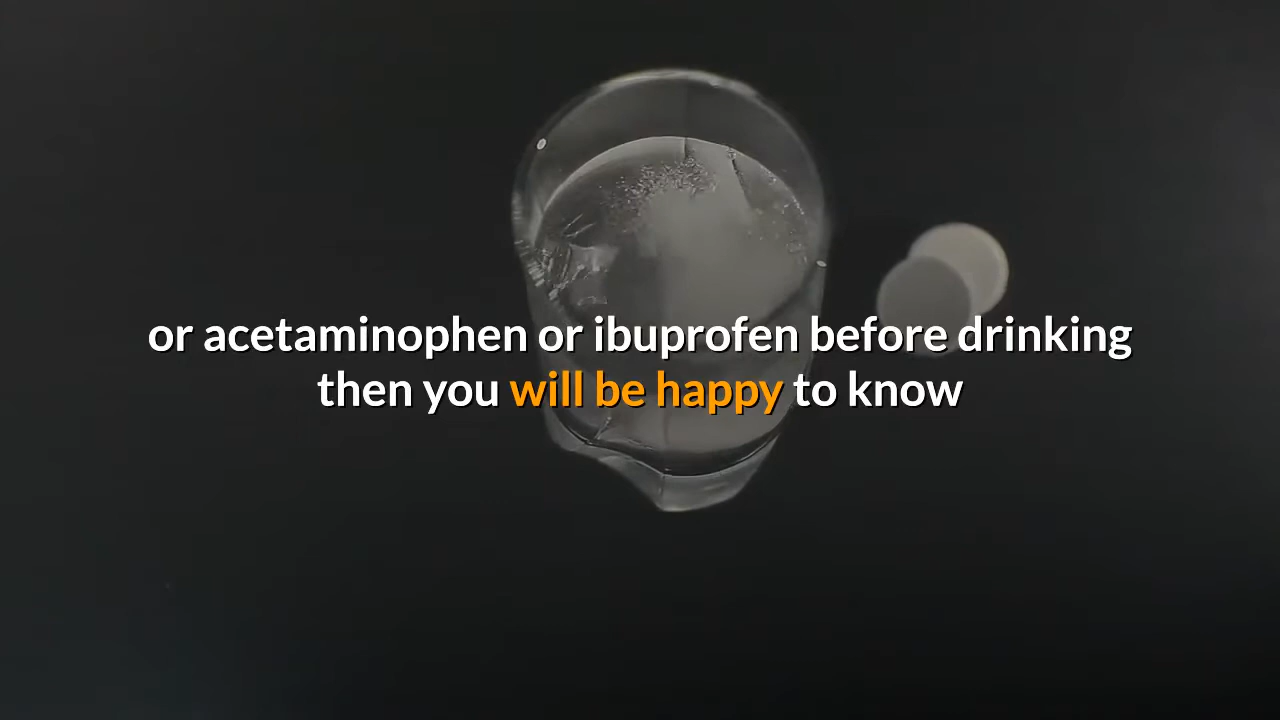 or acetaminophen or ibuprofen before drinking
then you will be happy to know